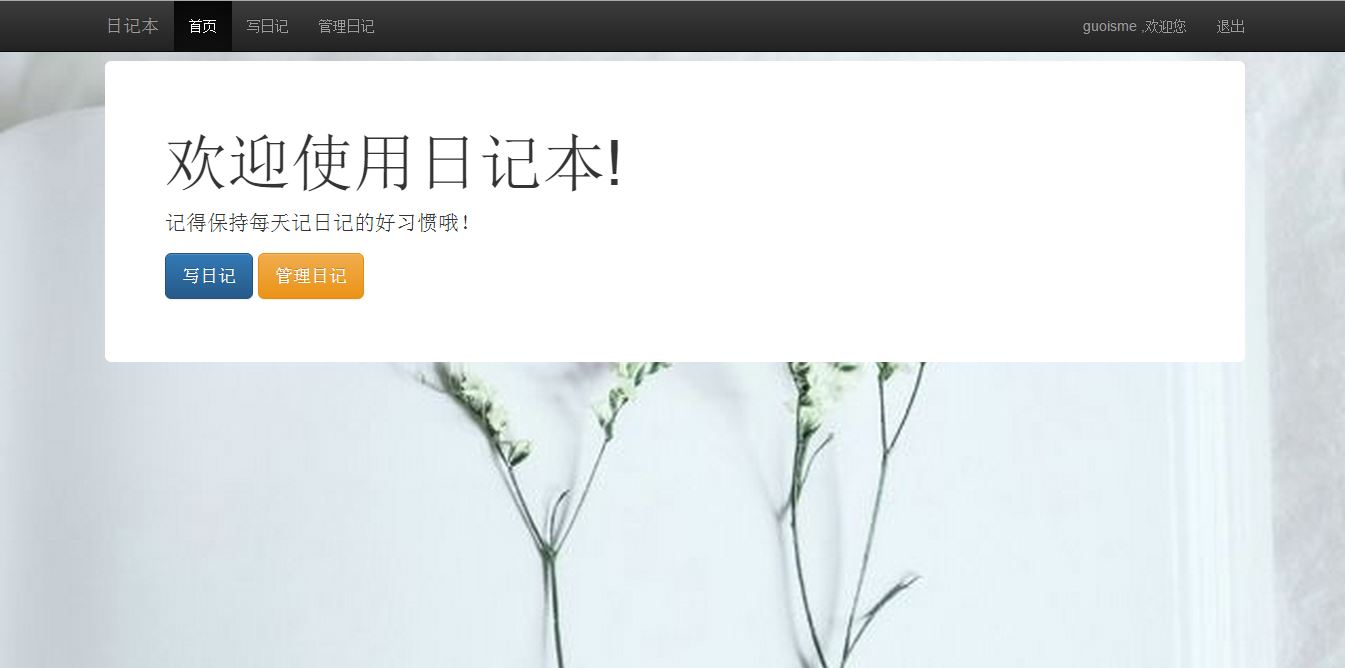 日记本 首页 写日记 管理日记 guoisme ,欢迎您 退出
欢迎使用日记本!
记得保持每天记日记的好习惯哦!
写日记 管理日记